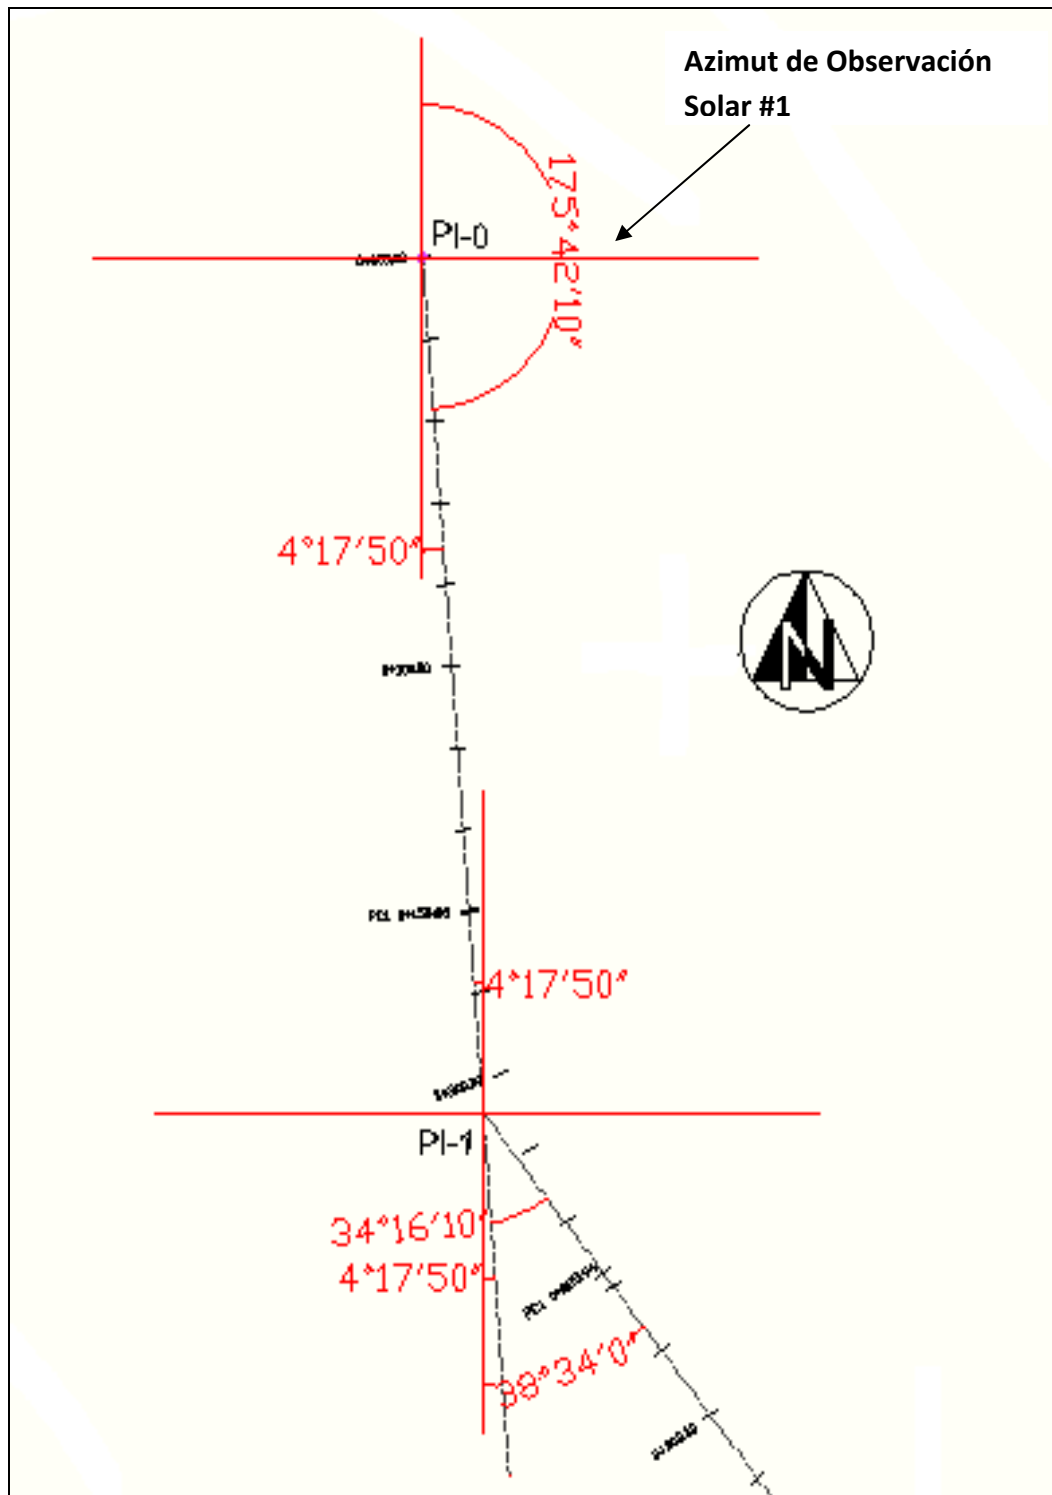 Azimut de Observación
Solar #1
175°42'10"
PI-0
4°17'50"
N
4°17'50"
PI-1
34°16'10"
4°17'50"
38°34'0"